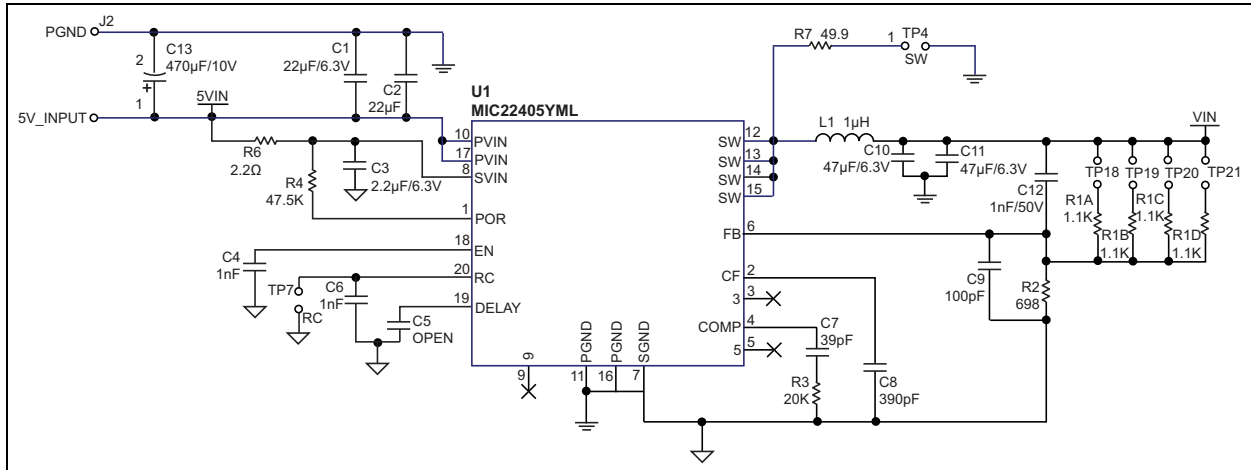 PGND
J2
2
C13
470µF/10V
1
C1
22µF/6.3V
C2
22µF
5V_INPUT
5VIN
R6
2.2Ω
C3
2.2µF/6.3V
R4
47.5K
C4
1nF
TP7
RC
C6
1nF
C5
OPEN
U1
MIC22405YML
10
PVIN
17
PVIN
8
SVIN
1
POR
18
EN
20
RC
19
DELAY
9
9
PGND
11
PGND
16
SGND
7
SW
12
SW
13
SW
14
SW
15
FB
6
CF
2
3
3
COMP
4
5
5
R7 49.9
1
TP4
SW
L1 1µH
C10
47µF/6.3V
C11
47µF/6.3V
C12
1nF/50V
VIN
TP18
TP19
TP20
TP21
R1A
1.1K
R1B
1.1K
R1C
1.1K
R1D
1.1K
C9
100pF
R2
698
C7
39pF
R3
20K
C8
390pF